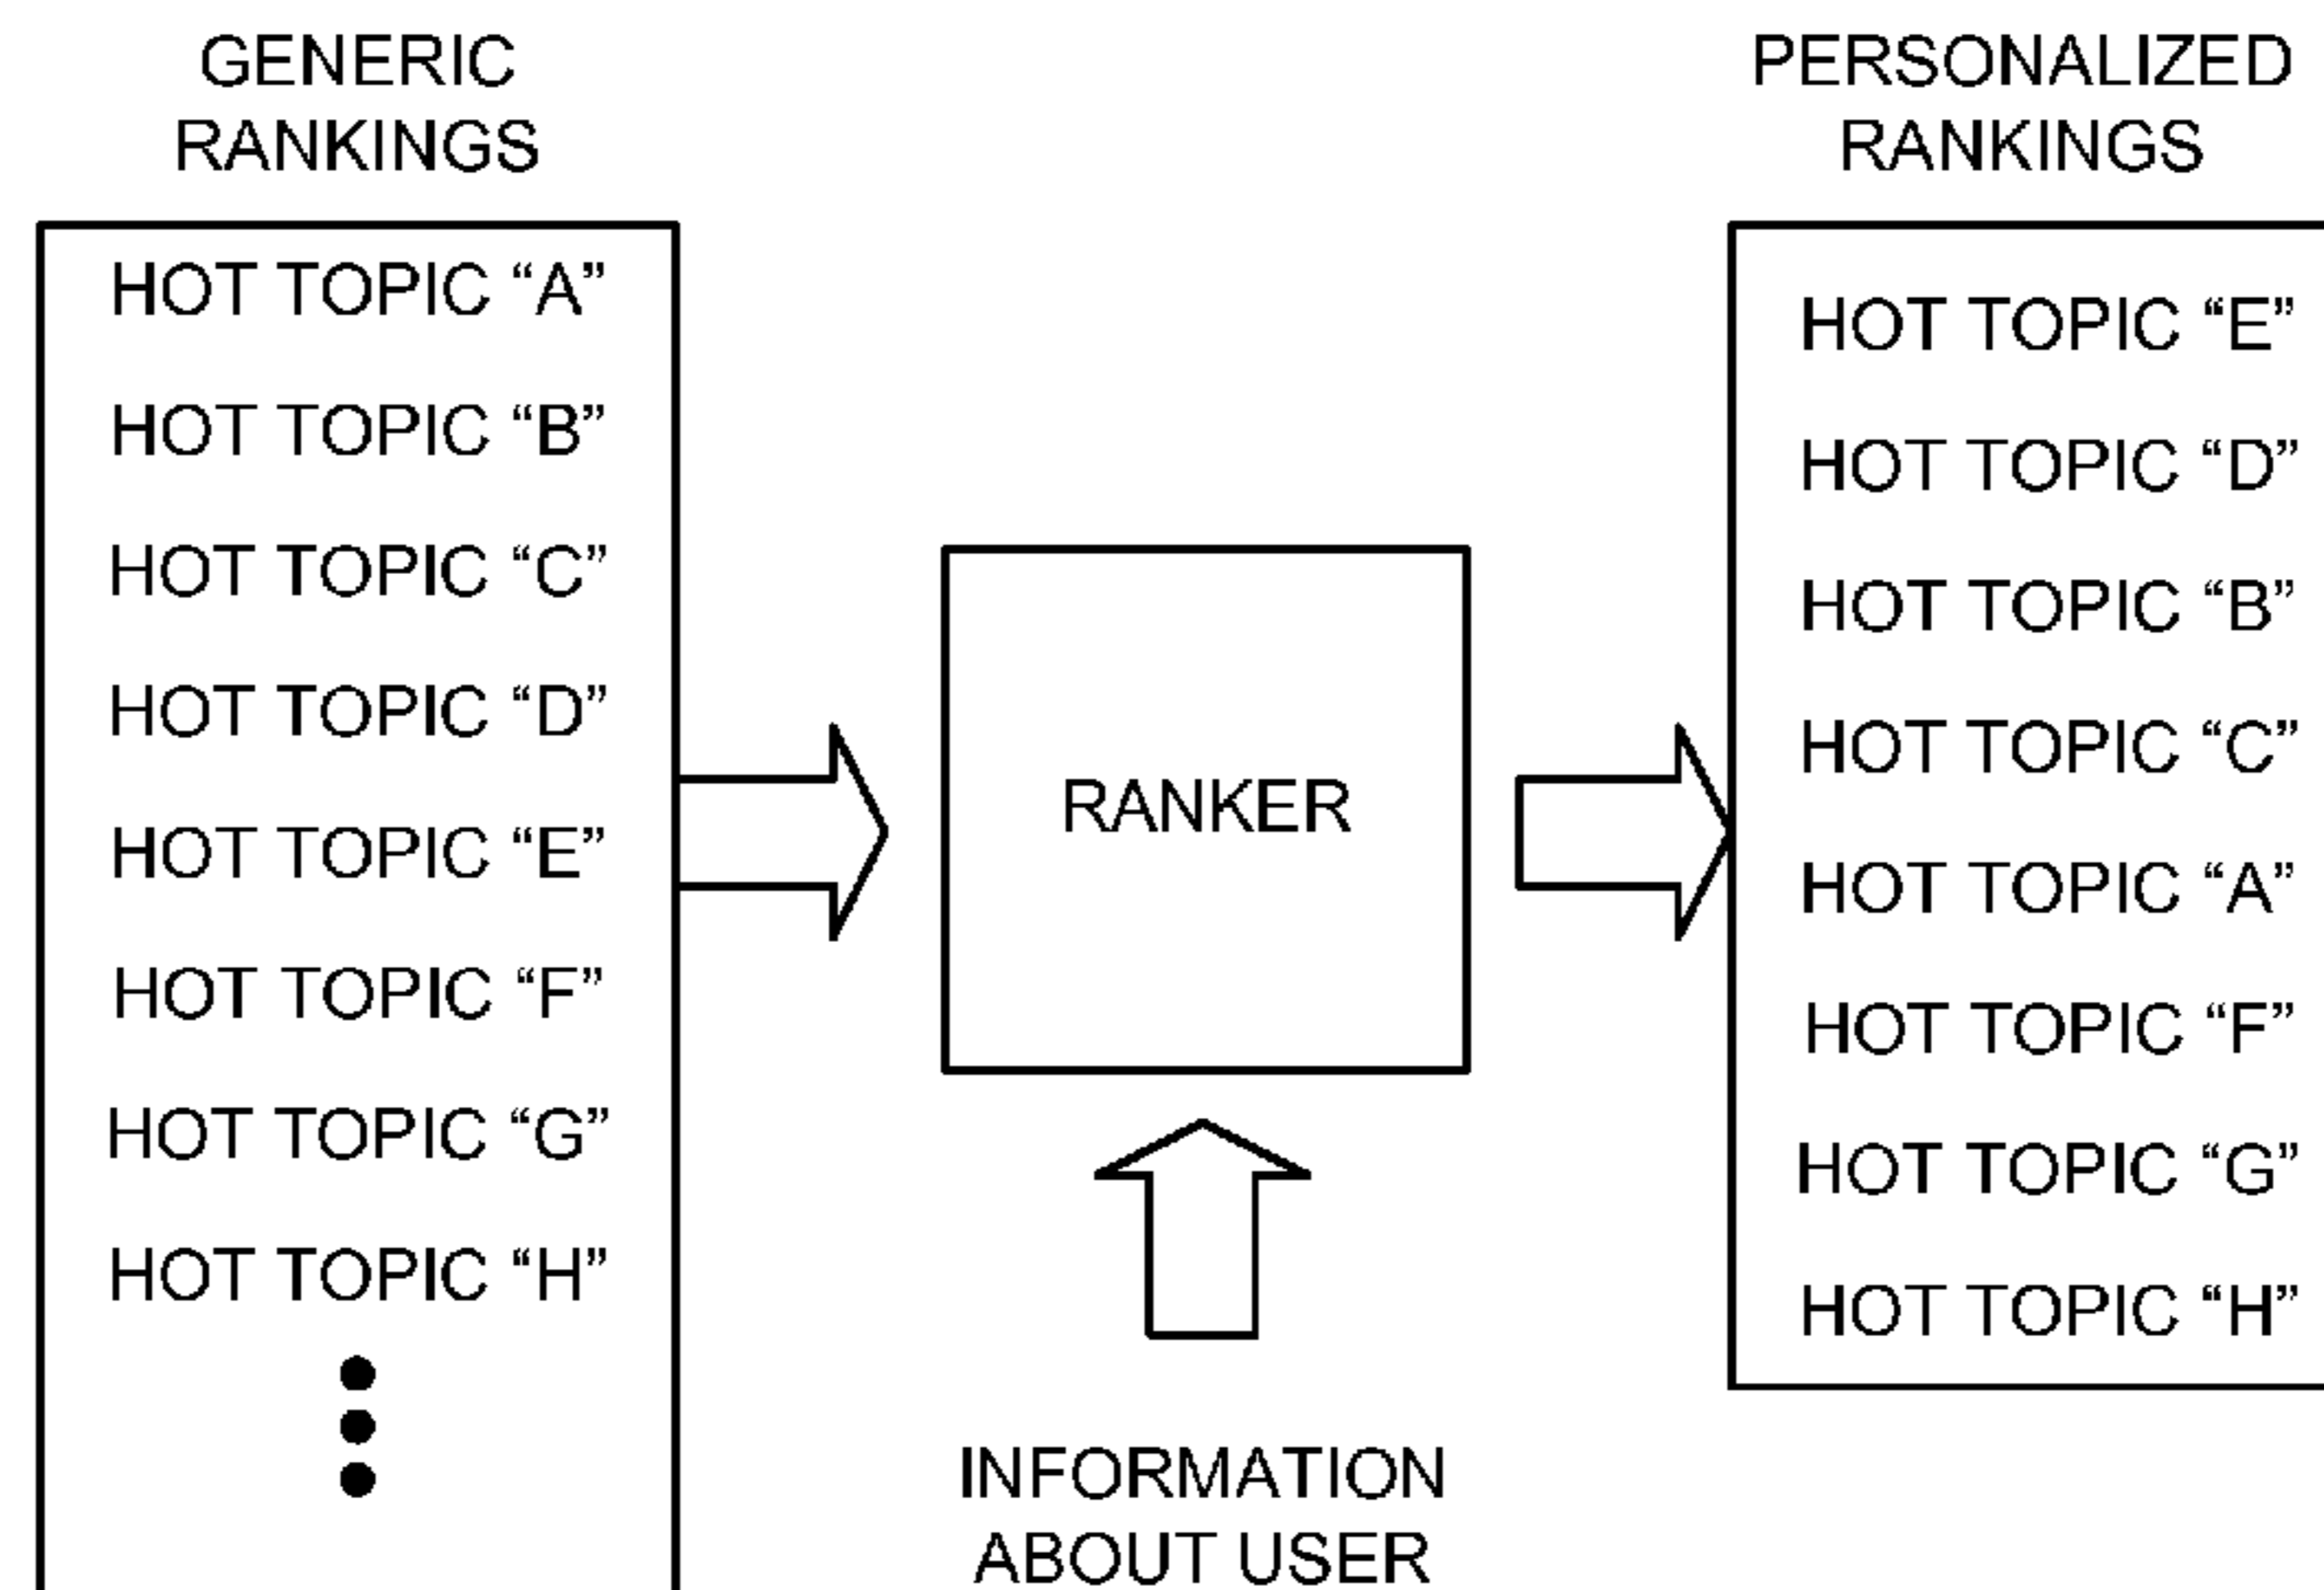 GENERIC
RANKINGS
HOT TOPIC “A”
HOT TOPIC “B”
HOT TOPIC “C”
HOT TOPIC “D”
HOT TOPIC “E”
HOT TOPIC “F”
HOT TOPIC “G”
HOT TOPIC “H”
RANKER
INFORMATION
ABOUT USER
PERSONALIZED
RANKINGS
HOT TOPIC “E”
HOT TOPIC “D”
HOT TOPIC “B”
HOT TOPIC “C”
HOT TOPIC “A”
HOT TOPIC “F”
HOT TOPIC “G”
HOT TOPIC “H”